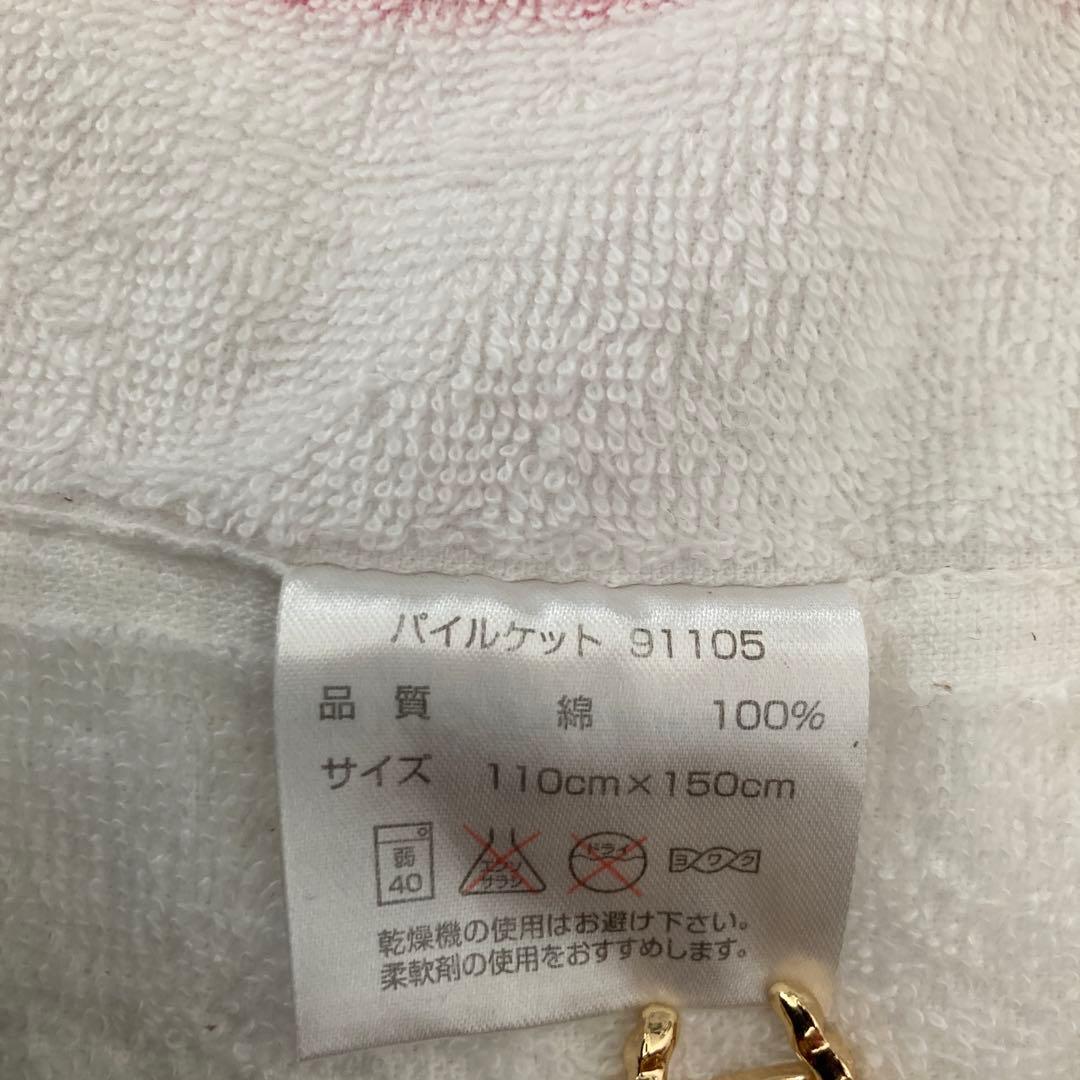 パイルケット 91105
品 質 綿 100%
サイズ 110cm×150cm
弱
40
エンソ
サラシ
ドライ
ヨワク
乾燥機の使用はお避け下さい。
柔軟剤の使用をおすすめします。